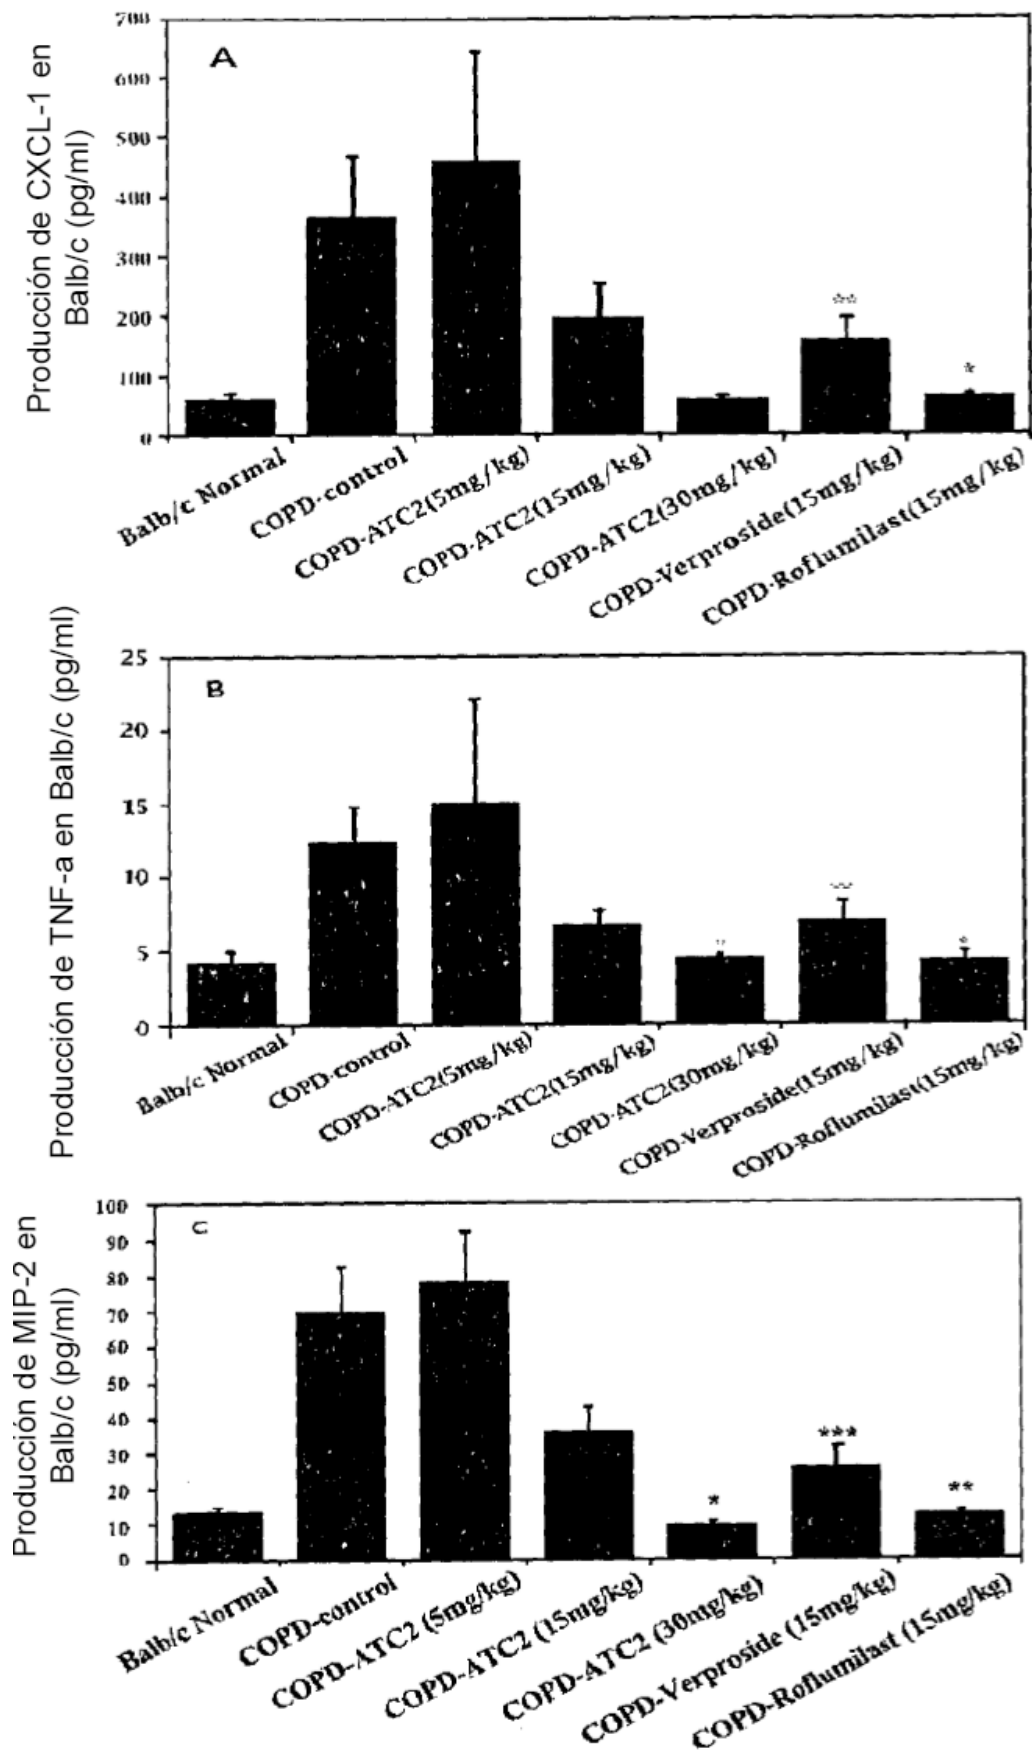 Producción de CXCL-1 en
Balb/c (pg/ml)
A
700
600
500
400
300
200
100
0
Balb/c Normal
COPD-control
COPD-ATC2(5mg/kg)
COPD-ATC2(15mg/kg)
COPD-ATC2(30mg/kg)
COPD-Verproside(15mg/kg)
COPD-Roflumilast(15mg/kg)
**
*
Producción de TNF-a en Balb/c (pg/ml)
B
25
20
15
10
5
0
Balb/c Normal
COPD-control
COPD-ATC2(5mg/kg)
COPD-ATC2(15mg/kg)
COPD-ATC2(30mg/kg)
COPD-Verproside(15mg/kg)
COPD-Roflumilast(15mg/kg)
*
Producción de MIP-2 en
Balb/c (pg/ml)
C
100
90
80
70
60
50
40
30
20
10
0
Balb/c Normal
COPD-control
COPD-ATC2 (5mg/kg)
COPD-ATC2 (15mg/kg)
COPD-ATC2 (30mg/kg)
COPD-Verproside (15mg/kg)
COPD-Roflumilast (15mg/kg)
*
***
**